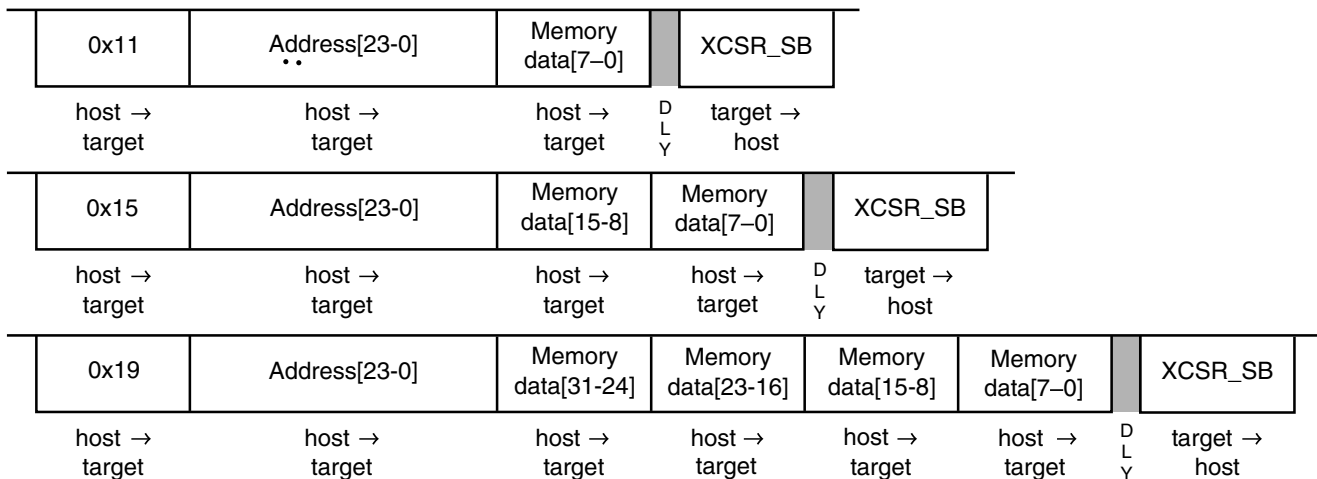 0x11 Address[23-0] Memory data[7–0] XCSR_SB
host → target host → target host → target D L Y target → host
0x15 Address[23-0] Memory data[15-8] Memory data[7–0] XCSR_SB
host → target host → target host → target host → target D L Y target → host
0x19 Address[23-0] Memory data[31-24] Memory data[23-16] Memory data[15-8] Memory data[7–0] XCSR_SB
host → target host → target host → target host → target host → target host → target D L Y target → host